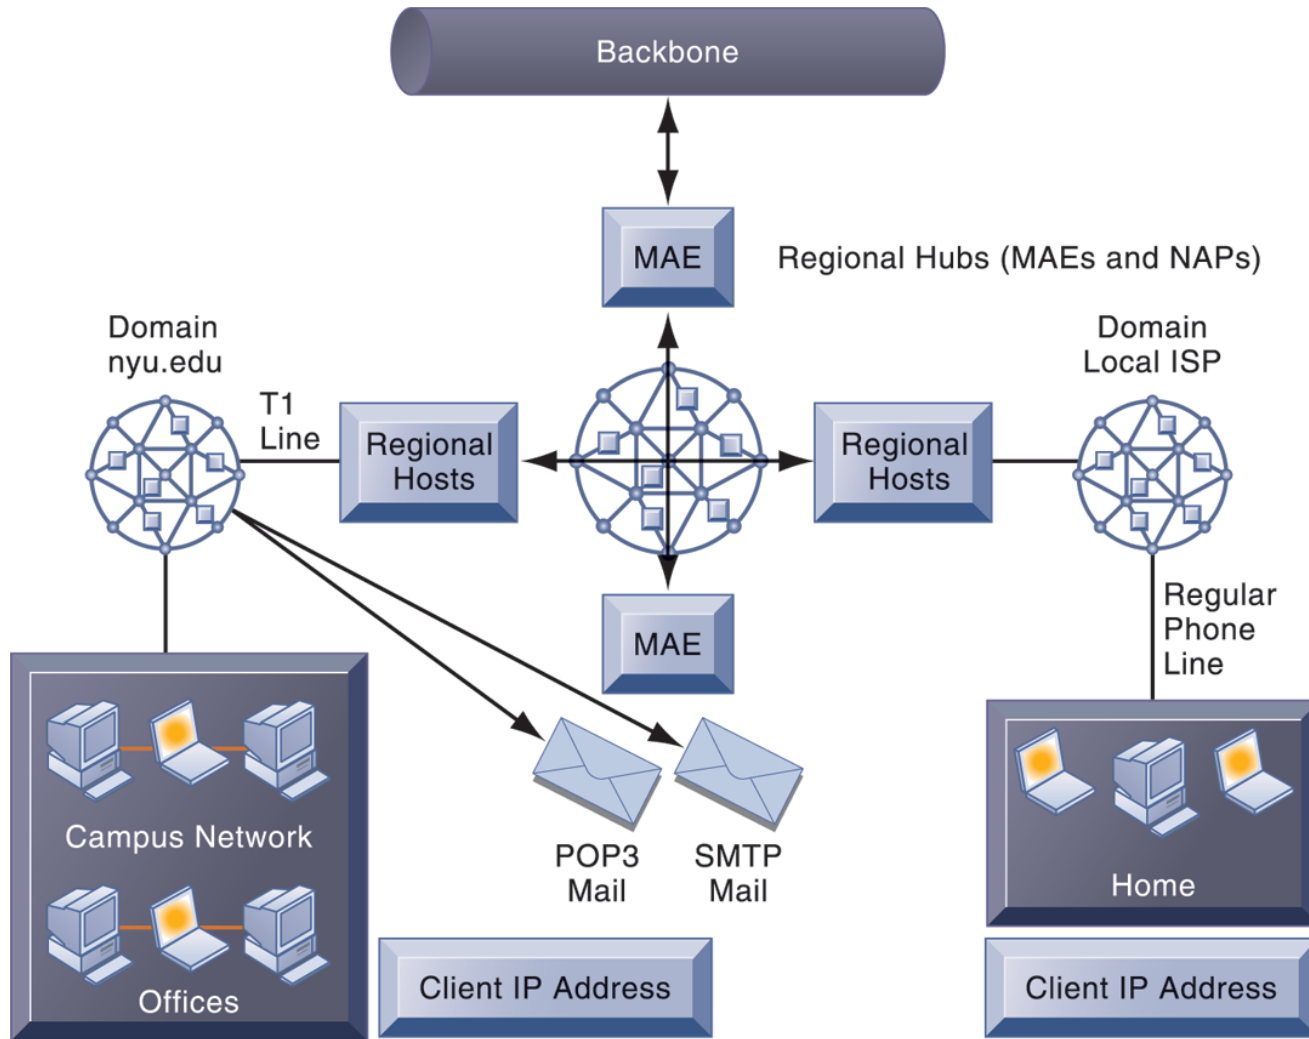 Backbone
MAE
Regional Hubs (MAEs and NAPs)
Domain
nyu.edu
Domain
Local ISP
T1
Line
Regional
Hosts
Regional
Hosts
MAE
Regular
Phone
Line
Campus Network
POP3
Mail
SMTP
Mail
Home
Offices
Client IP Address
Client IP Address